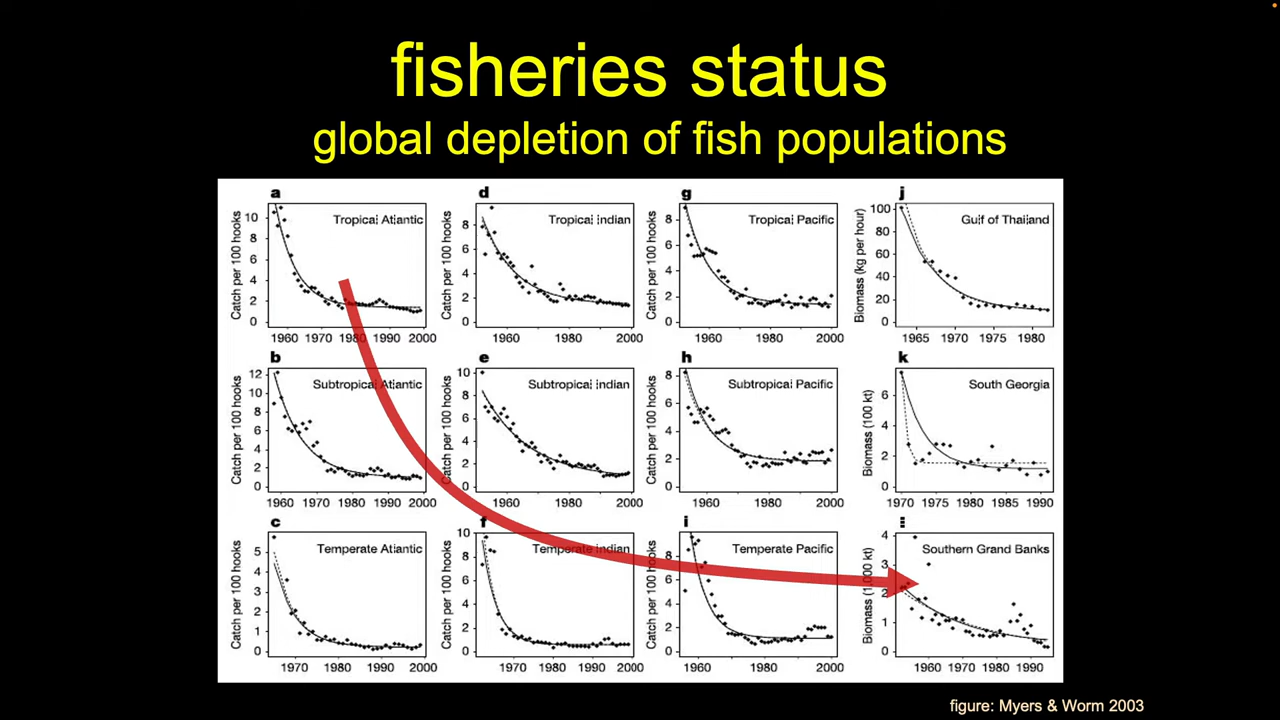 fisheries status
global depletion of fish populations
a
Tropical Atlantic
Catch per 100 hooks
10
8
6
4
2
0
1960 1970 1980 1990 2000
d
Tropical Indian
Catch per 100 hooks
8
6
4
2
0
1960 1980 2000
g
Tropical Pacific
Catch per 100 hooks
8
6
4
2
0
1960 1980 2000
j
Gulf of Thailand
Biomass (kg per hour)
100
80
60
40
20
0
1965 1970 1975 1980
b
Subtropical Atlantic
Catch per 100 hooks
12
10
8
6
4
2
0
1960 1970 1980 1990 2000
e
Subtropical Indian
Catch per 100 hooks
10
8
6
4
2
0
1960 1980 2000
h
Subtropical Pacific
Catch per 100 hooks
8
6
4
2
0
1960 1980 2000
k
South Georgia
Biomass (100 kt)
6
4
2
0
1970 1975 1980 1985 1990
c
Temperate Atlantic
Catch per 100 hooks
5
4
3
2
1
0
1970 1980 1990 2000
f
Temperate Indian
Catch per 100 hooks
10
8
6
4
2
0
1970 1980 1990 2000
i
Temperate Pacific
Catch per 100 hooks
8
6
4
2
0
1960 1980 2000
Southern Grand Banks
Biomass (1,000 kt)
4
3
2
1
0
1960 1970 1980 1990
figure: Myers & Worm 2003